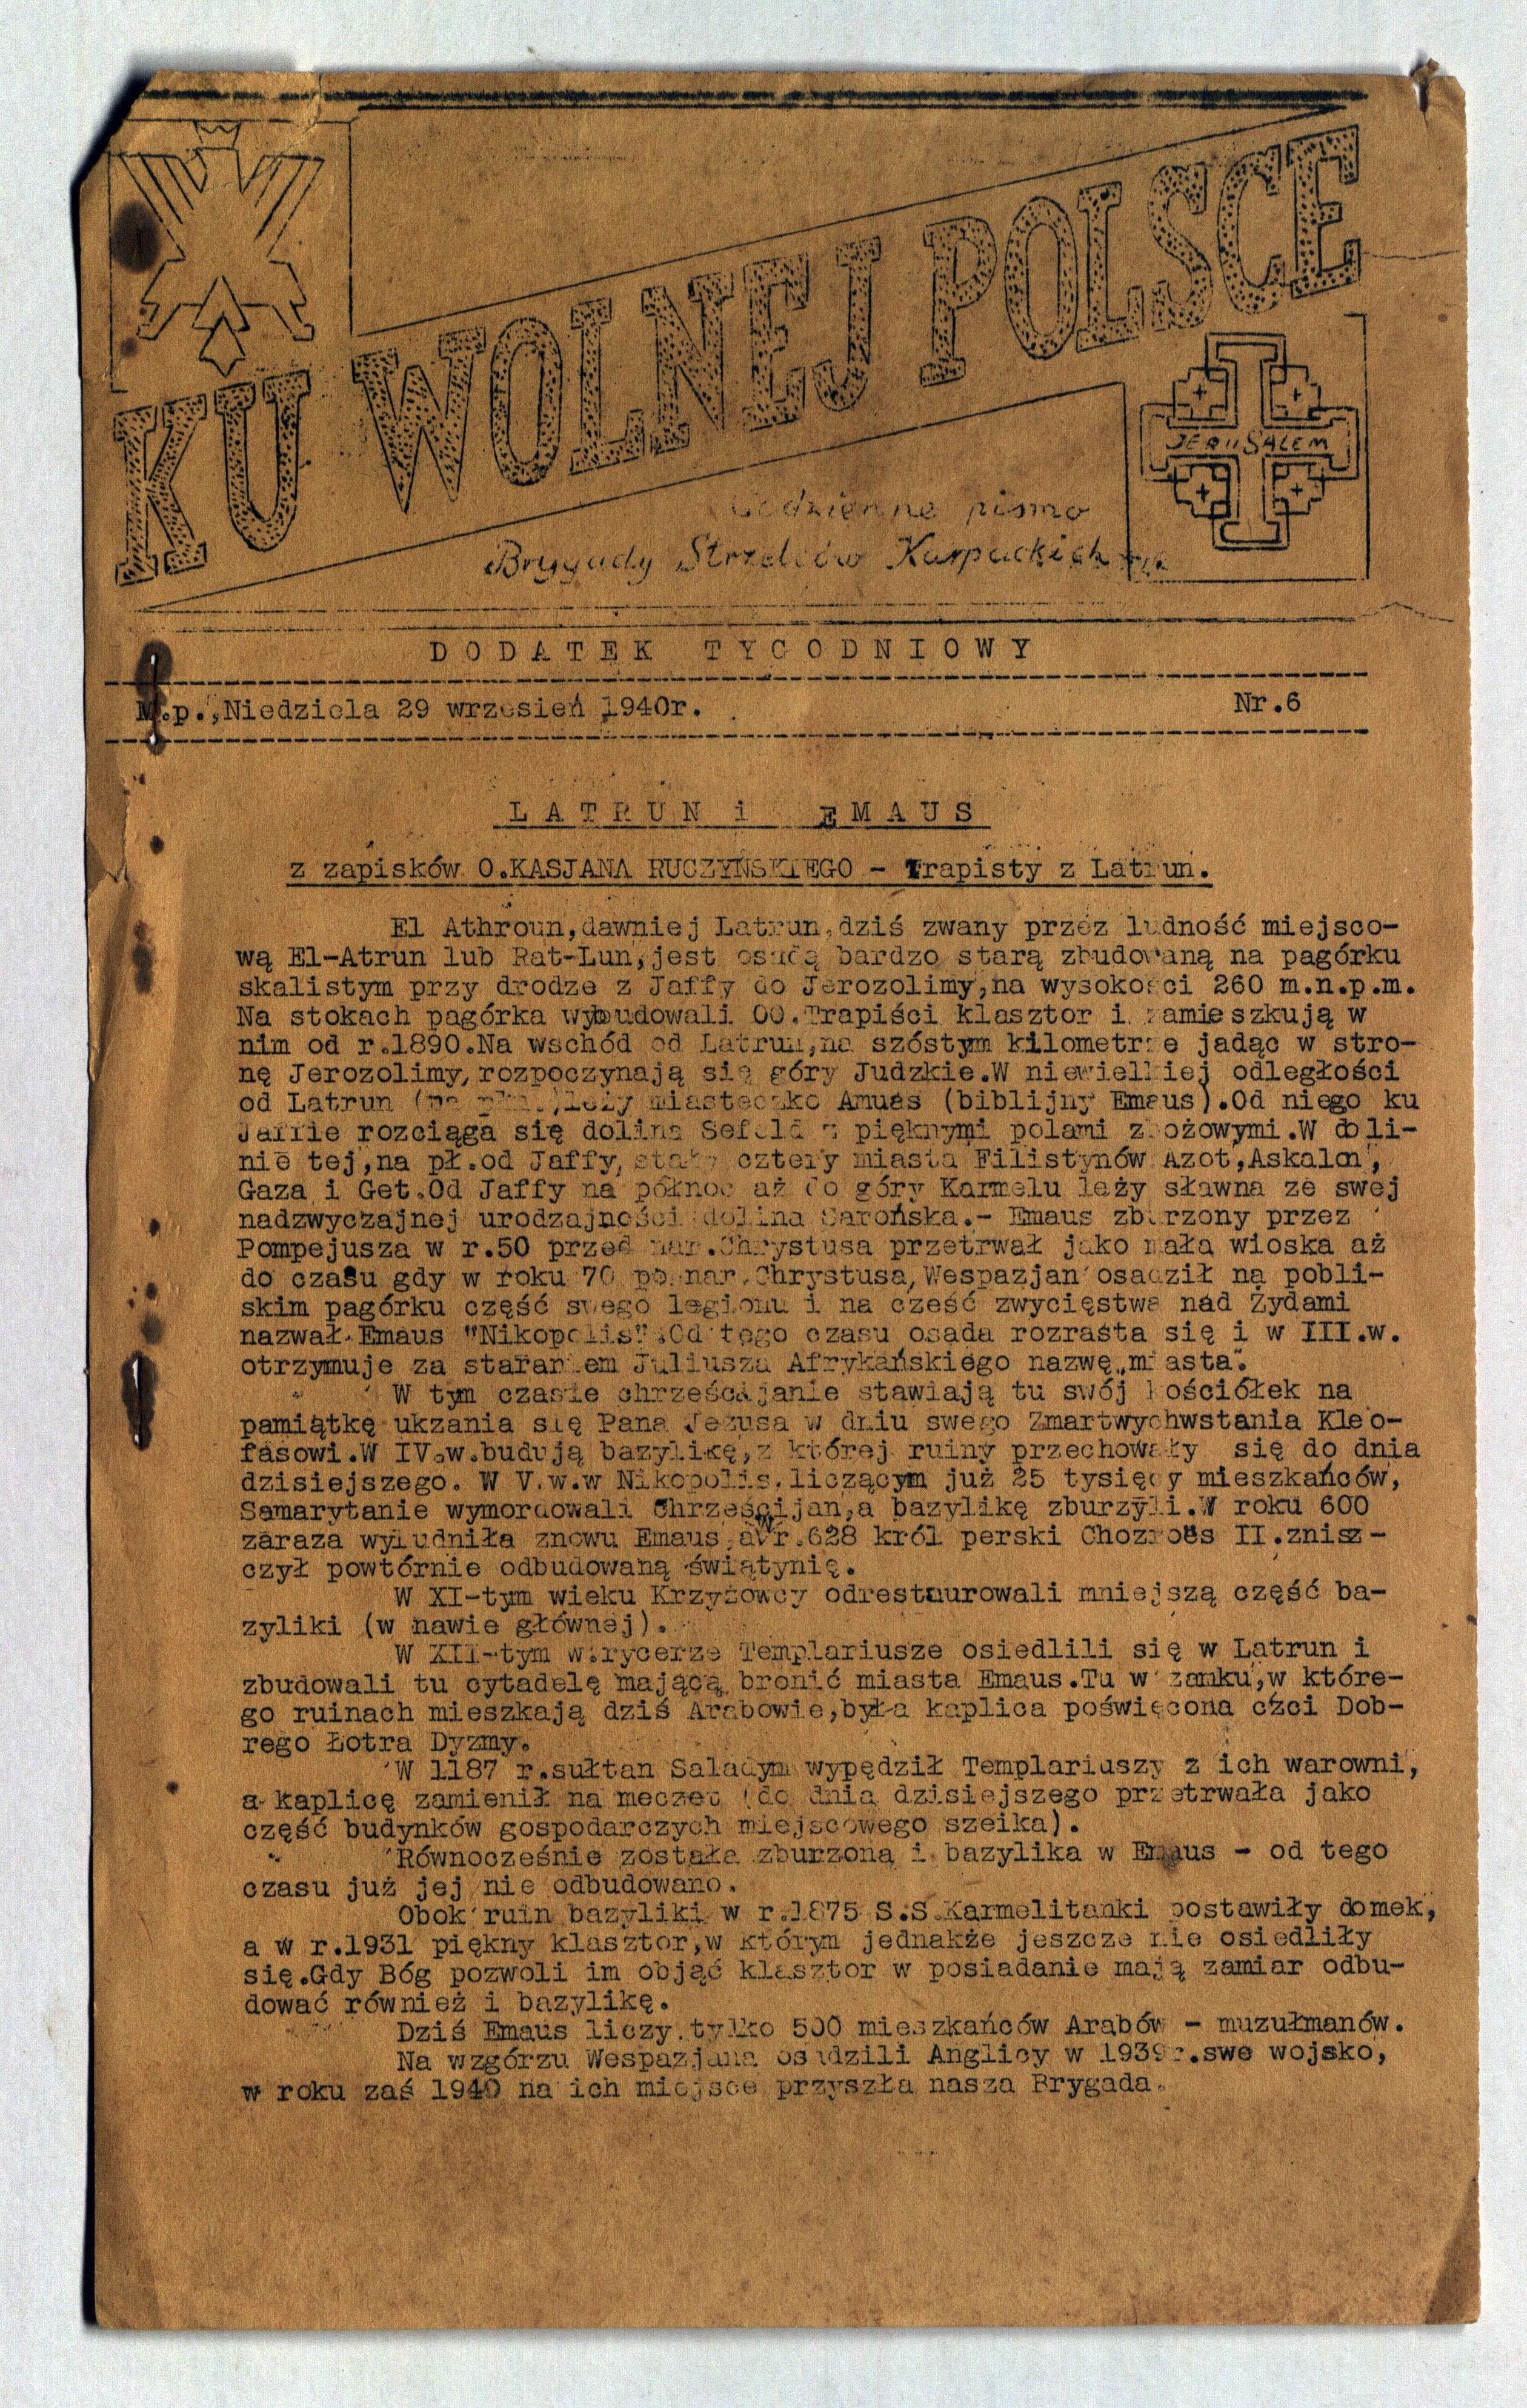 KU WOLNEJ POLSCE
JERUSALEM
Codzienne pismo
Brygady Strzelców Karpackich
DODATEK TYGODNIOWY
M.p.,Niedziela 29 wrzesień 1940r. Nr.6
LATRUN i EMAUS
z zapisków O.KASJANA RUCZYŃSKIEGO - Trapisty z Latrun.
El Athroun,dawniej Latrun,dziś zwany przez ludność miejsco-
wą El-Atrun lub Rat-Lun,jest osadą bardzo starą zbudowaną na pagórku
skalistym przy drodze z Jaffy do Jerozolimy,na wysokości 260 m.n.p.m.
Na stokach pagórka wybudowali OO.Trapiści klasztor i zamieszkują w
nim od r.1890.Na wschód od Latrun,na szóstym kilometrze jadąc w stro-
nę Jerozolimy,rozpoczynają się góry Judzkie.W niewielkiej odległości
od Latrun (na leży miasteczko Amuas (biblijny Emaus).Od niego ku
Jaffie rozciąga się dolina Sefela z pięknymi polami zbożowymi.W doli-
nie tej,na pł.od Jaffy, stały cztery miasta Filistynów Azot,Askalon,
Gaza i Get.Od Jaffy na północ aż do góry Karmelu leży sławna ze swej
nadzwyczajnej urodzajności dolina Sarońska.- Emaus zburzony przez
Pompejusza w r.50 przed nar.Chrystusa przetrwał jako mała wioska aż
do czasu gdy w roku 70 po nar.Chrystusa,Wespazjan osadził na pobli-
skim pagórku część swego legionu i na cześć zwycięstwa nad Żydami
nazwał Emaus "Nikopolis".Od tego czasu osada rozrasta się i w III.w.
otrzymuje za staraniem Juliusza Afrykańskiego nazwę „miasta".
W tym czasie chrześcijanie stawiają tu swój kościółek na
pamiątkę ukzania się Pana Jezusa w dniu swego Zmartwychwstania Kleo-
fasowi.W IV.w.budują bazylikę,z której ruiny przechowały się do dnia
dzisiejszego. W V.w.w Nikopolis,liczącym już 25 tysięcy mieszkańców,
Samarytanie wymordowali Chrześcijan,a bazylikę zburzyli.W roku 600
zaraza wyludniła znowu Emaus,a w r.628 król perski Chozroes II.znisz-
czył powtórnie odbudowaną świątynię.
W XI-tym wieku Krzyżowcy odrestaurowali mniejszą część ba-
zyliki (w nawie głównej).
W XII-tym w.rycerze Templariusze osiedlili się w Latrun i
zbudowali tu cytadelę mającą bronić miasta Emaus.Tu w zamku,w które-
go ruinach mieszkają dziś Arabowie,była kaplica poświęcona czci Dob-
rego Łotra Dyzmy.
W 1187 r.sułtan Saladyn wypędził Templariuszy z ich warowni,
a kaplicę zamienił na meczet (do dnia dzisiejszego przetrwała jako
część budynków gospodarczych miejscowego szeika).
Równocześnie została zburzona i bazylika w Emaus - od tego
czasu już jej nie odbudowano.
Obok ruin bazyliki w r.1875 S.S.Karmelitanki postawiły domek,
a w r.1931 piękny klasztor,w którym jednakże jeszcze nie osiedliły
się.Gdy Bóg pozwoli im objąć klasztor w posiadanie mają zamiar odbu-
dować również i bazylikę.
Dziś Emaus liczy tylko 500 mieszkańców Arabów - muzułmanów.
Na wzgórzu Wespazjana osadzili Anglicy w 1939r.swe wojsko,
w roku zaś 1940 na ich miejsce przyszła nasza Brygada.